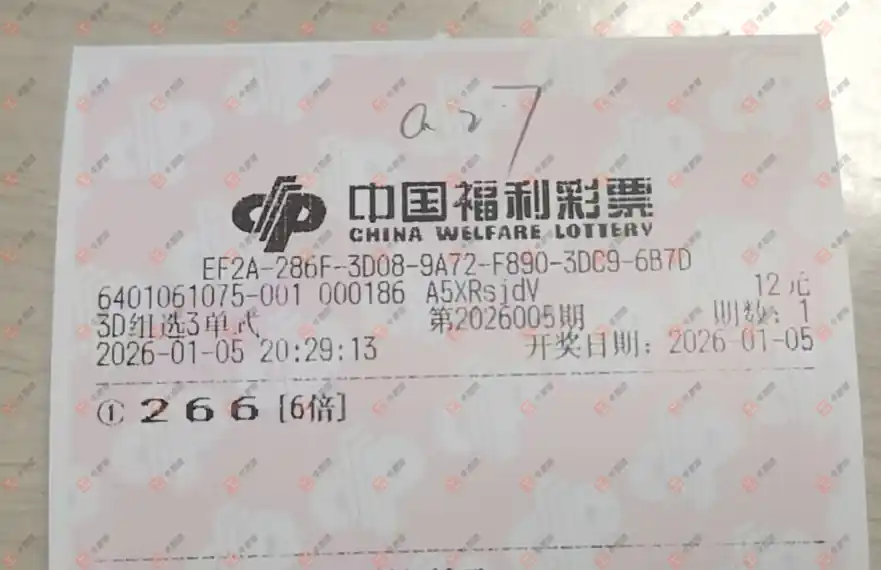 中国福利彩票
CHINA WELFARE LOTTERY
EF2A-286F-3D08-9A72-F890-3DC9-6B7D
6401061075-001 000186 A5XRsjdV 12元
3D组选3单式 第2026005期 期数:1
2026-01-05 20:29:13 开奖日期:2026-01-05
① 2 6 6 [6倍]